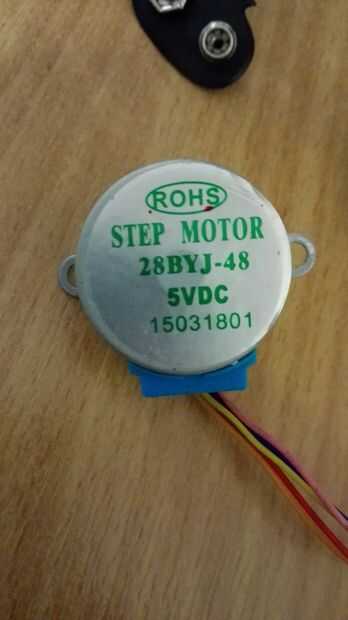 ROHS
STEP MOTOR
28BYJ-48
5VDC
15031801